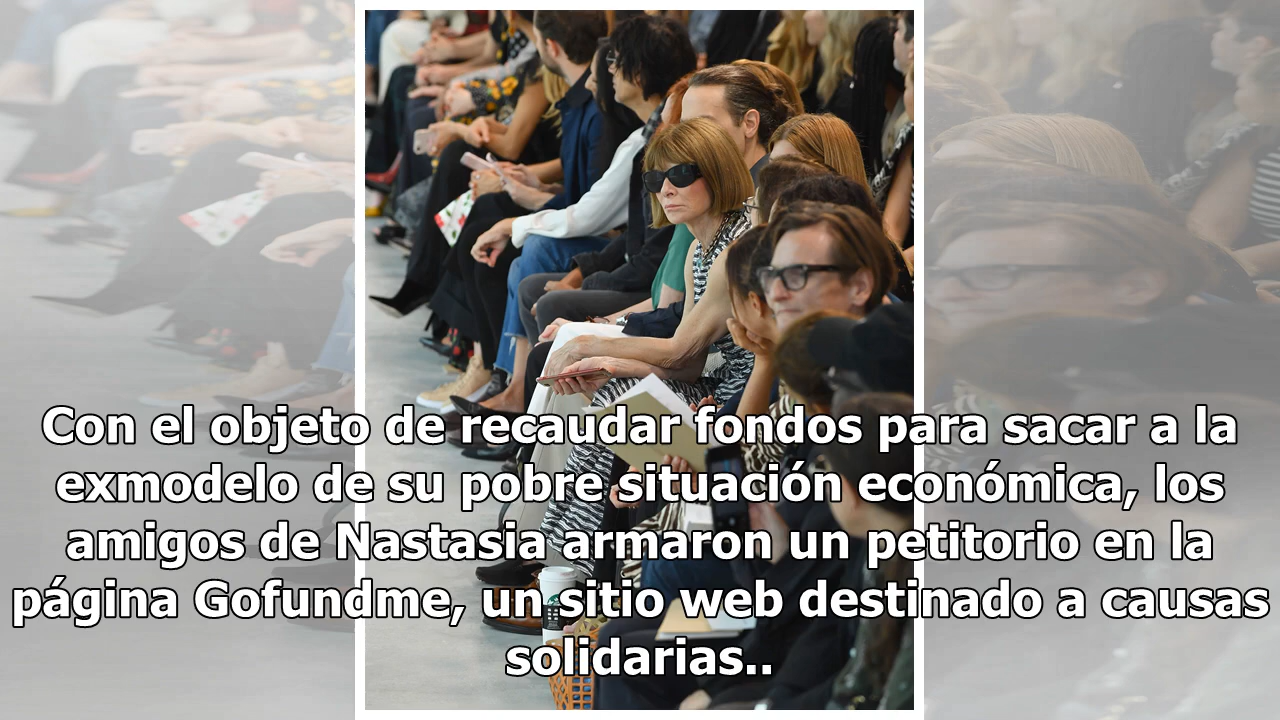 Con el objeto de recaudar fondos para sacar a la
exmodelo de su pobre situación económica, los
amigos de Nastasia armaron un petitorio en la
página Gofundme, un sitio web destinado a causas
solidarias..